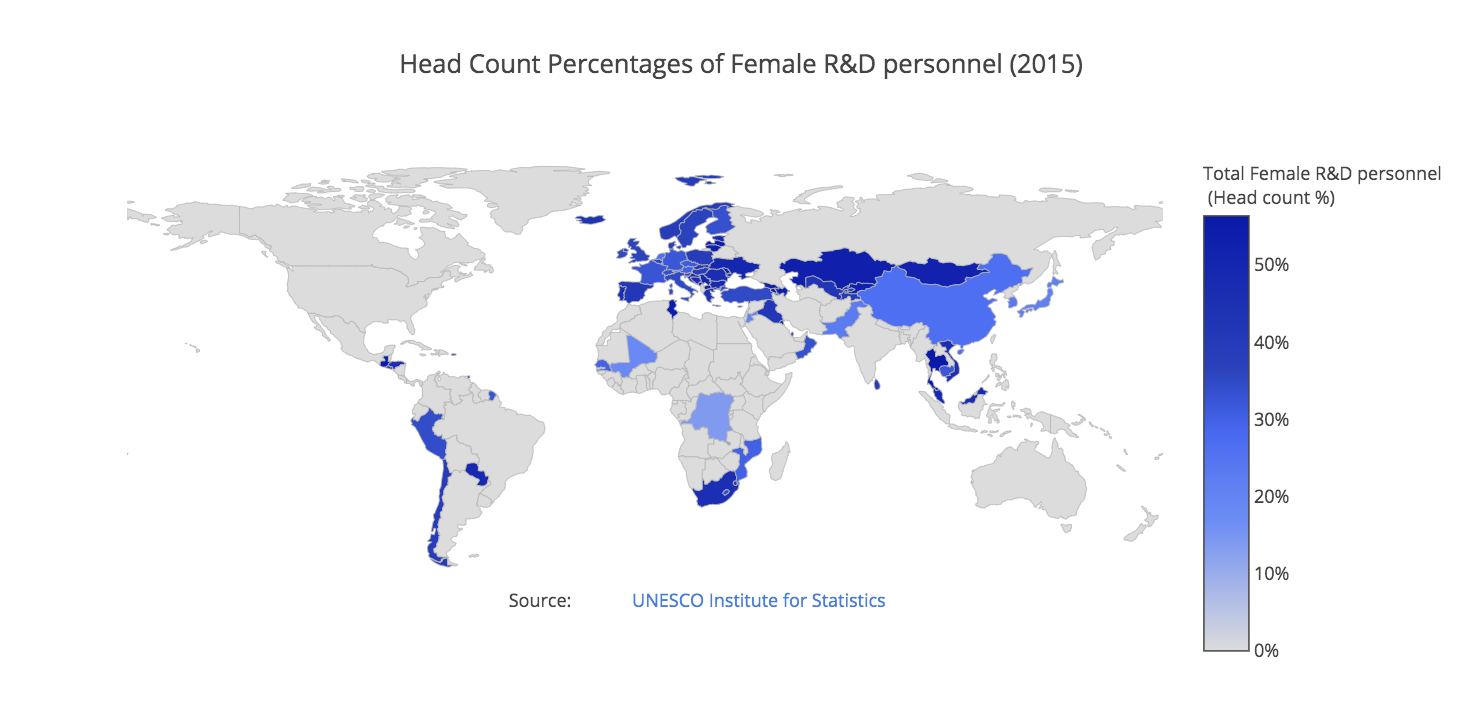 Head Count Percentages of Female R&D personnel (2015)
Total Female R&D personnel
(Head count %)
50%
40%
30%
20%
10%
0%
Source: UNESCO Institute for Statistics